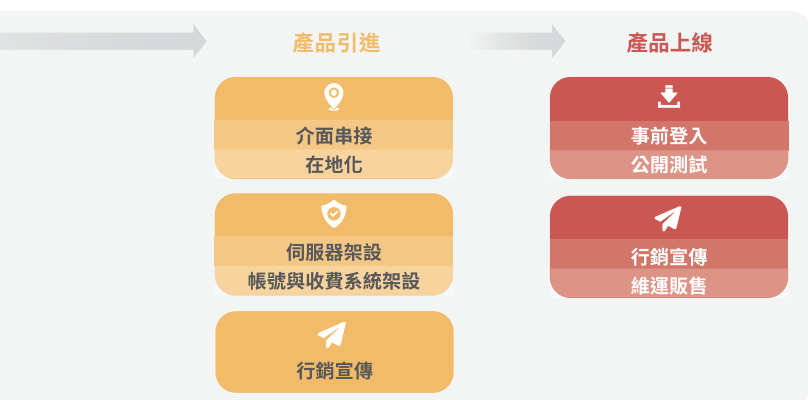 產品引進
介面串接
在地化
伺服器架設
帳號與收費系統架設
行銷宣傳
產品上線
事前登入
公開測試
行銷宣傳
維運販售